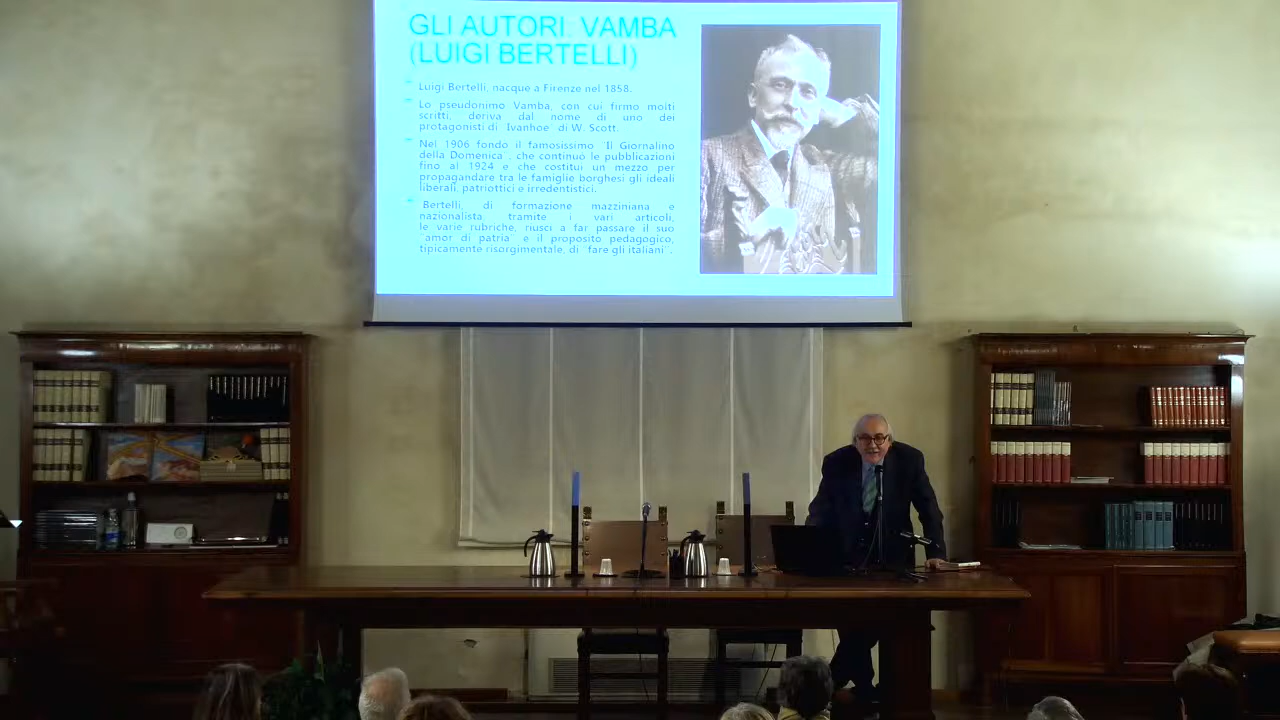 GLI AUTORI: VAMBA
(LUIGI BERTELLI)
Luigi Bertelli, nacque a Firenze nel 1858.
Lo pseudonimo Vamba, con cui firmò molti
scritti, deriva dal nome di uno dei
protagonisti di "Ivanhoe" di W. Scott.
Nel 1906 fondò il famosissimo "Il Giornalino
della Domenica", che continuò le pubblicazioni
fino al 1924 e che costituì un mezzo per
propagandare tra le famiglie borghesi gli ideali
liberali, patriottici e irredentistici.
Bertelli, di formazione mazziniana e
nazionalista tramite i vari articoli,
le varie rubriche, riuscì a far passare il suo
"amor di patria" e il proposito pedagogico,
tipicamente risorgimentale, di "fare gli italiani".